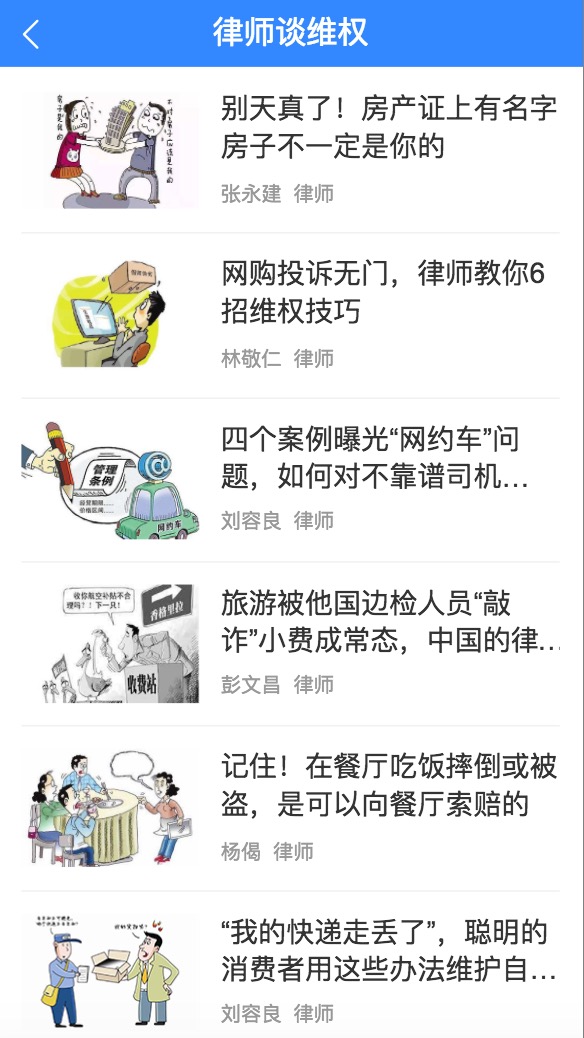 律师谈维权
房子是我的
不对房子应该是我的
别天真了！房产证上有名字
房子不一定是你的
张永建 律师
网购投诉无门，律师教你6
招维权技巧
林敬仁 律师
管理
条例
经营期限……
价格区间……
@
网约车
四个案例曝光“网约车”问
题，如何对不靠谱司机…
刘容良 律师
收你航空补贴不合
理吗？！下一只！
香格里拉
收费站
旅游被他国边检人员“敲
诈”小费成常态，中国的律…
彭文昌 律师
记住！在餐厅吃饭摔倒或被
盗，是可以向餐厅索赔的
杨偈 律师
“我的快递走丢了”，聪明的
消费者用这些办法维护自…
刘容良 律师